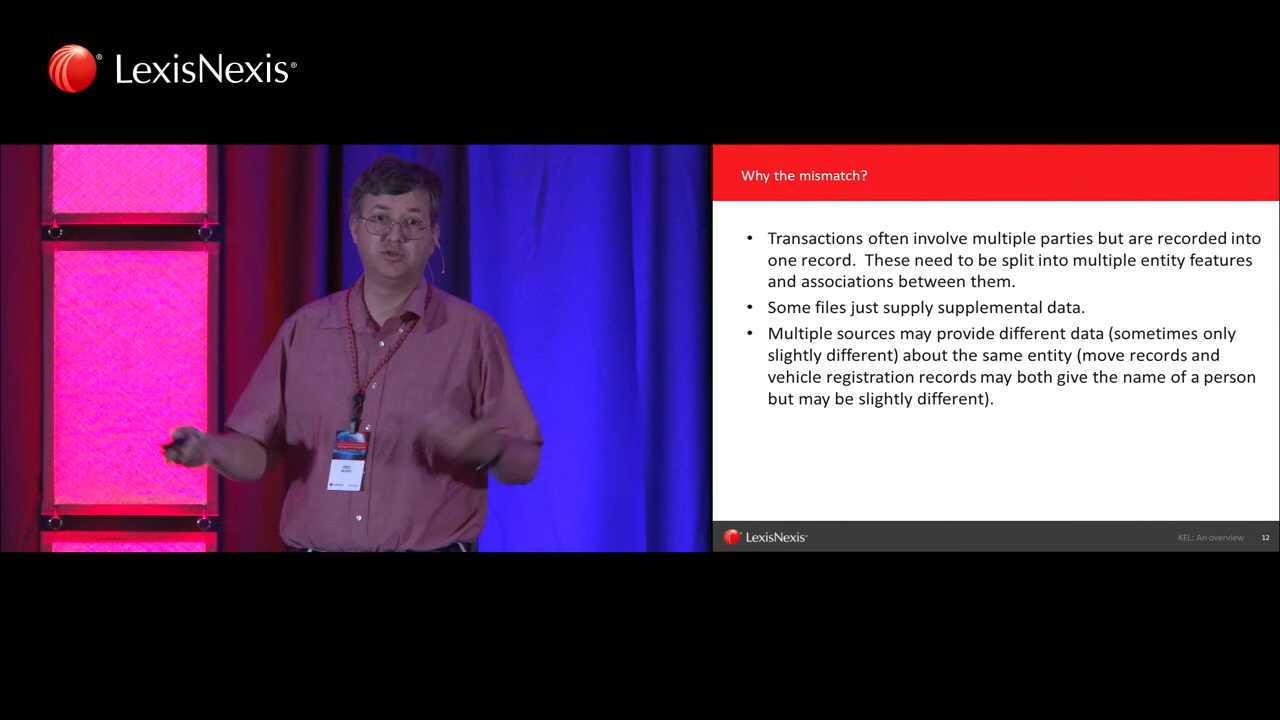 LexisNexis®
Why the mismatch?
• Transactions often involve multiple parties but are recorded into
one record. These need to be split into multiple entity features
and associations between them.
• Some files just supply supplemental data.
• Multiple sources may provide different data (sometimes only
slightly different) about the same entity (move records and
vehicle registration records may both give the name of a person
but may be slightly different).
LexisNexis®
KEL: An overview
12